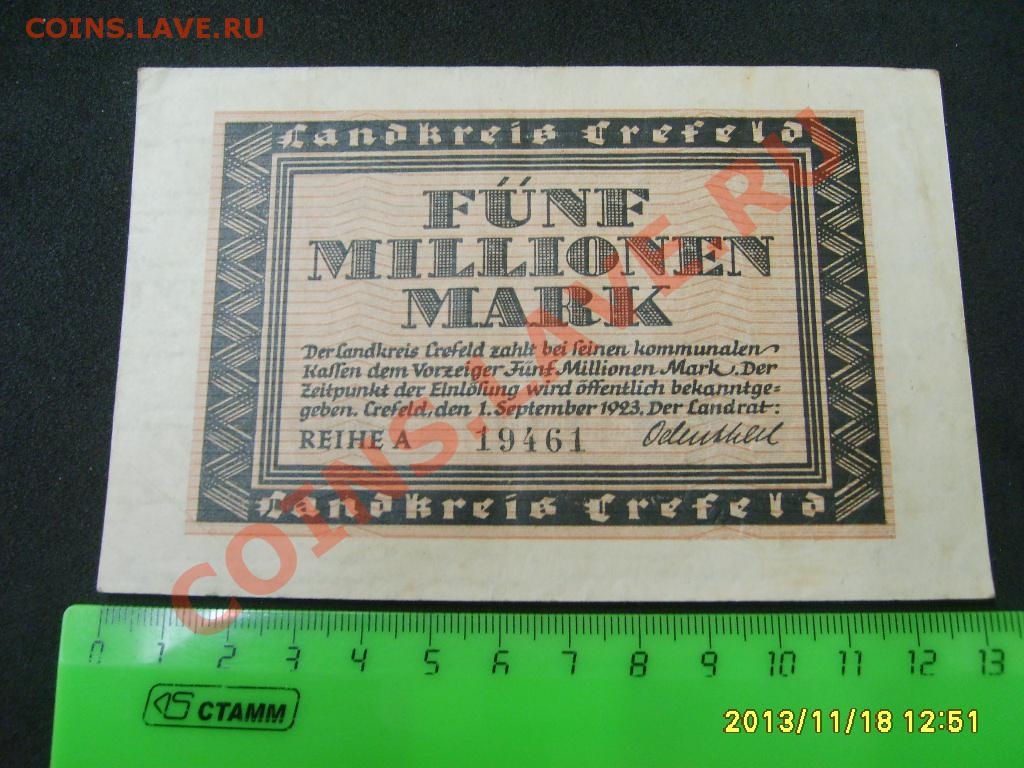 COINS.LAVE.RU
Landkreis Crefeld
FÜNF
MILLIONEN
MARK
Der Landkreis Crefeld zahlt bei seinen kommunalen
Kassen dem Vorzeiger Fünf Millionen Mark. Der
Zeitpunkt der Einlösung wird öffentlich bekanntge=
geben. Crefeld, den 1. September 1923. Der Landrat:
REIHE A 19461 Odenthal
Landkreis Crefeld
COINS.LAVE.RU
0 1 2 3 4 5 6 7 8 9 10 11 12 13
СТАММ
2013/11/18 12:51